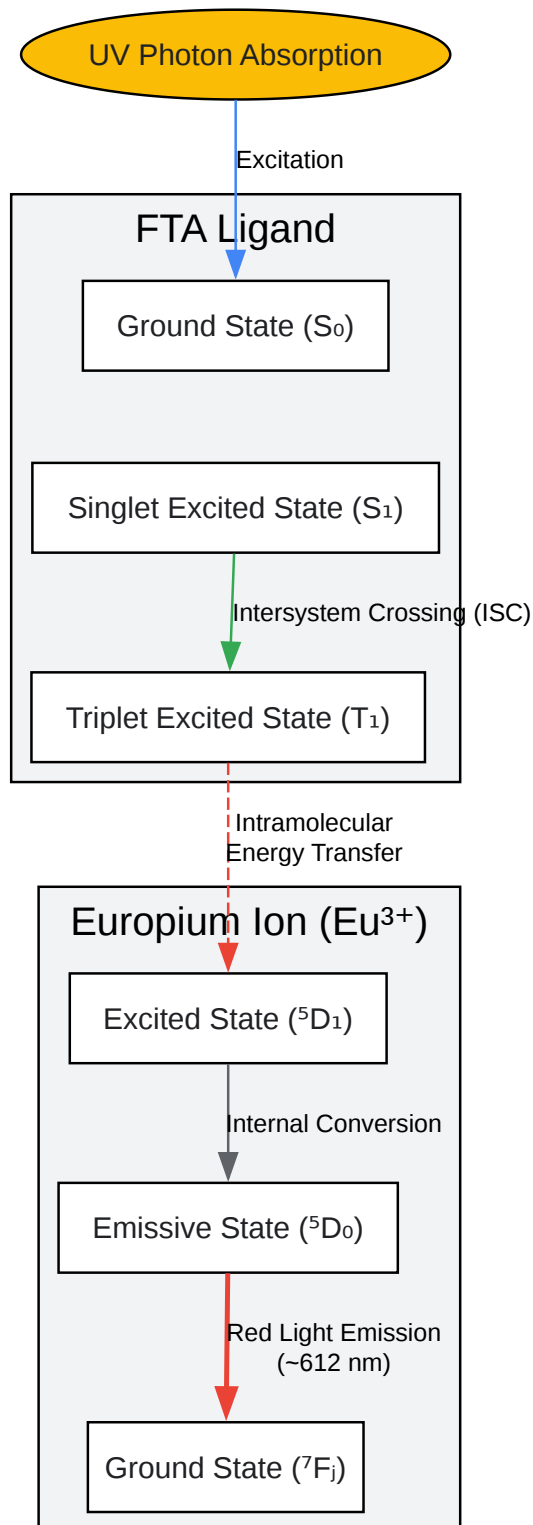 UV Photon Absorption
Excitation
FTA Ligand
Ground State (S₀)
Singlet Excited State (S₁)
Intersystem Crossing (ISC)
Triplet Excited State (T₁)
Intramolecular
Energy Transfer
Europium Ion (Eu³⁺)
Excited State (⁵D₁)
Internal Conversion
Emissive State (⁵D₀)
Red Light Emission
(~612 nm)
Ground State (⁷Fⱼ)